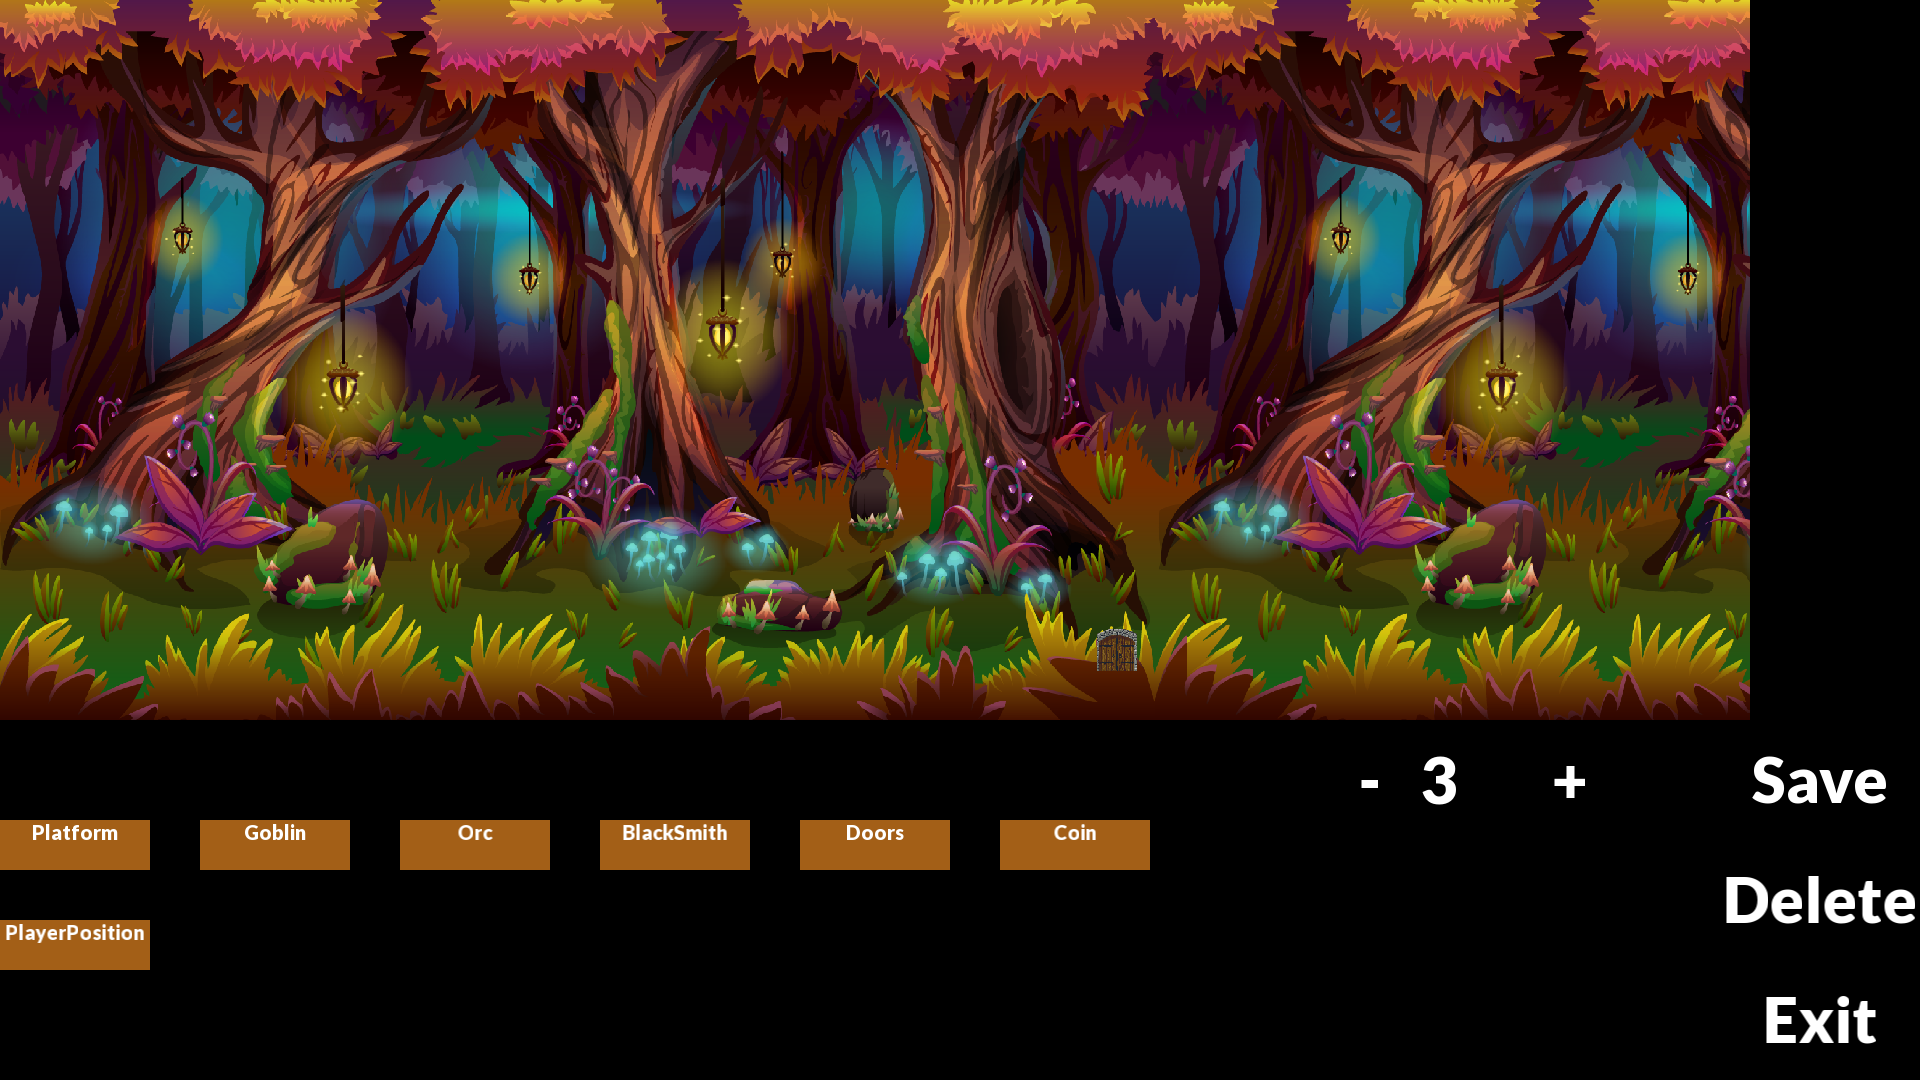 - 3 +
Save
Platform
Goblin
Orc
BlackSmith
Doors
Coin
Delete
PlayerPosition
Exit